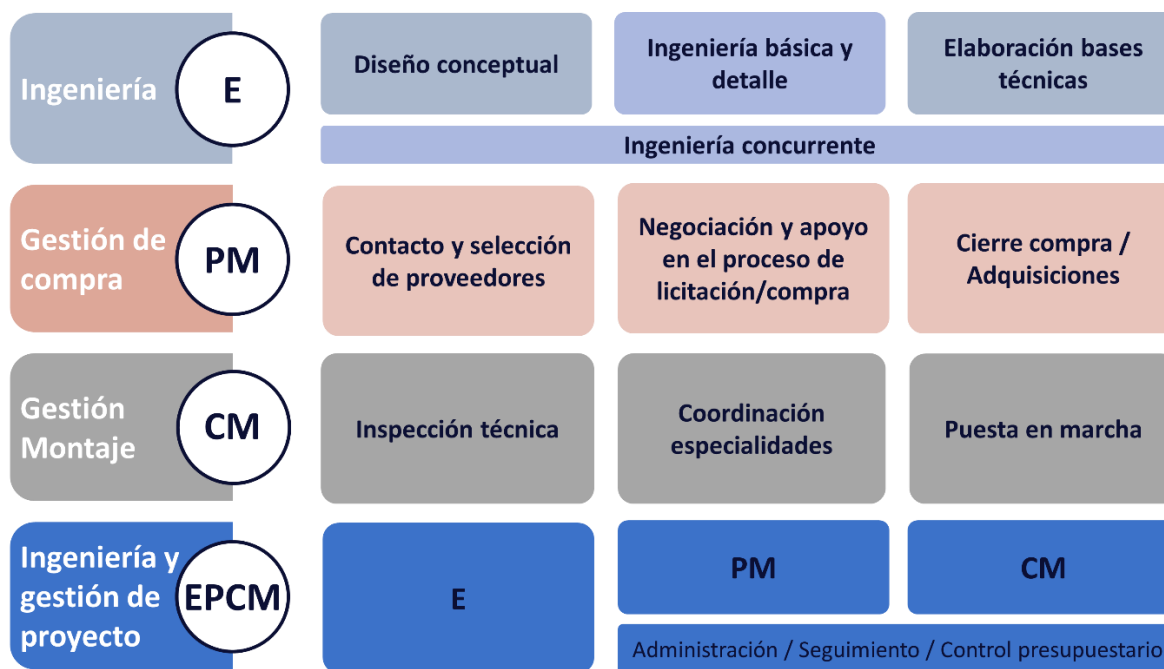 Ingeniería
E
Diseño conceptual
Ingeniería básica y
detalle
Elaboración bases
técnicas
Ingeniería concurrente
Gestión de
compra
PM
Contacto y selección
de proveedores
Negociación y apoyo
en el proceso de
licitación/compra
Cierre compra /
Adquisiciones
Gestión
Montaje
CM
Inspección técnica
Coordinación
especialidades
Puesta en marcha
Ingeniería y
gestión de
proyecto
EPCM
E
PM
CM
Administración / Seguimiento / Control presupuestario